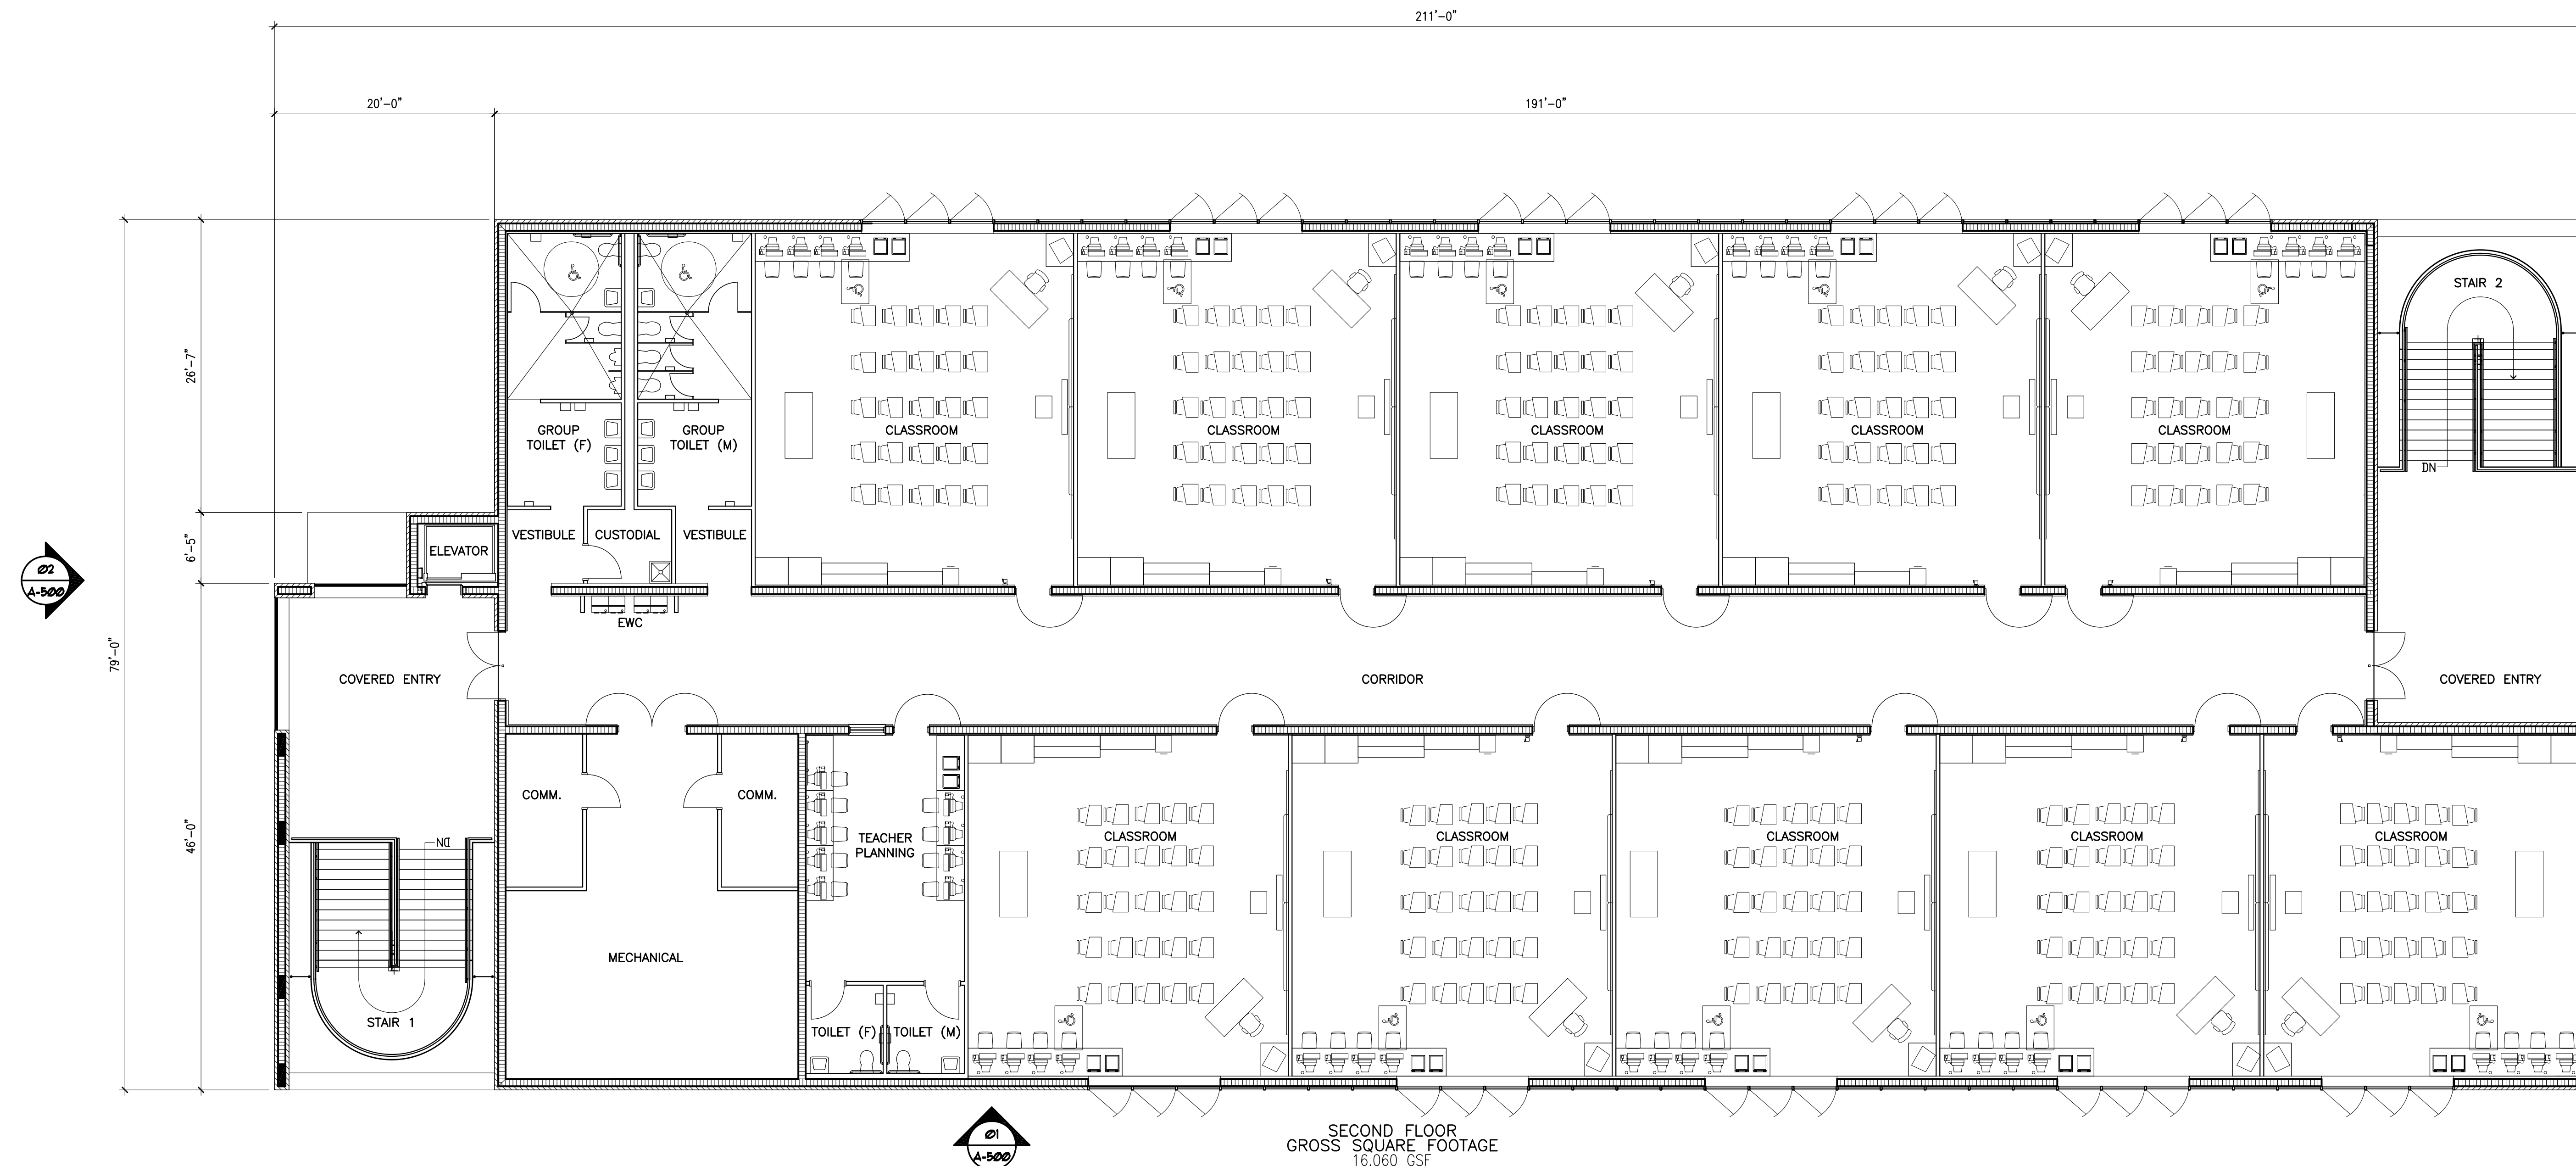 211'-0"
20'-0"
191'-0"
26'-7"
6'-5"
79'-0"
46'-0"
STAIR 2
DN
GROUP
TOILET (F)
GROUP
TOILET (M)
CLASSROOM
CLASSROOM
CLASSROOM
CLASSROOM
CLASSROOM
VESTIBULE
CUSTODIAL
VESTIBULE
ELEVATOR
Ø2
A-500
EWC
COVERED ENTRY
CORRIDOR
COVERED ENTRY
COMM.
COMM.
DN
TEACHER
PLANNING
CLASSROOM
CLASSROOM
CLASSROOM
CLASSROOM
CLASSROOM
MECHANICAL
STAIR 1
TOILET (F)
TOILET (M)
Ø1
A-500
SECOND FLOOR
GROSS SQUARE FOOTAGE
16,060 GSF